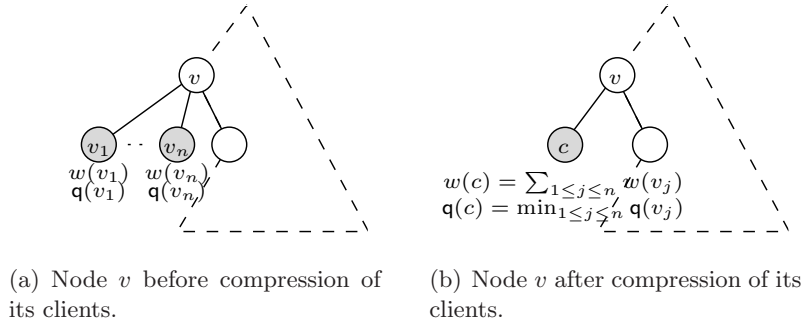 v
v₁ · · vₙ
w(v₁) w(vₙ)
q(v₁) q(vₙ)
(a) Node v before compression of
its clients.
v
c
w(c) = ∑₁≤j≤n w(vⱼ)
q(c) = min₁≤j≤n q(vⱼ)
(b) Node v after compression of its
clients.